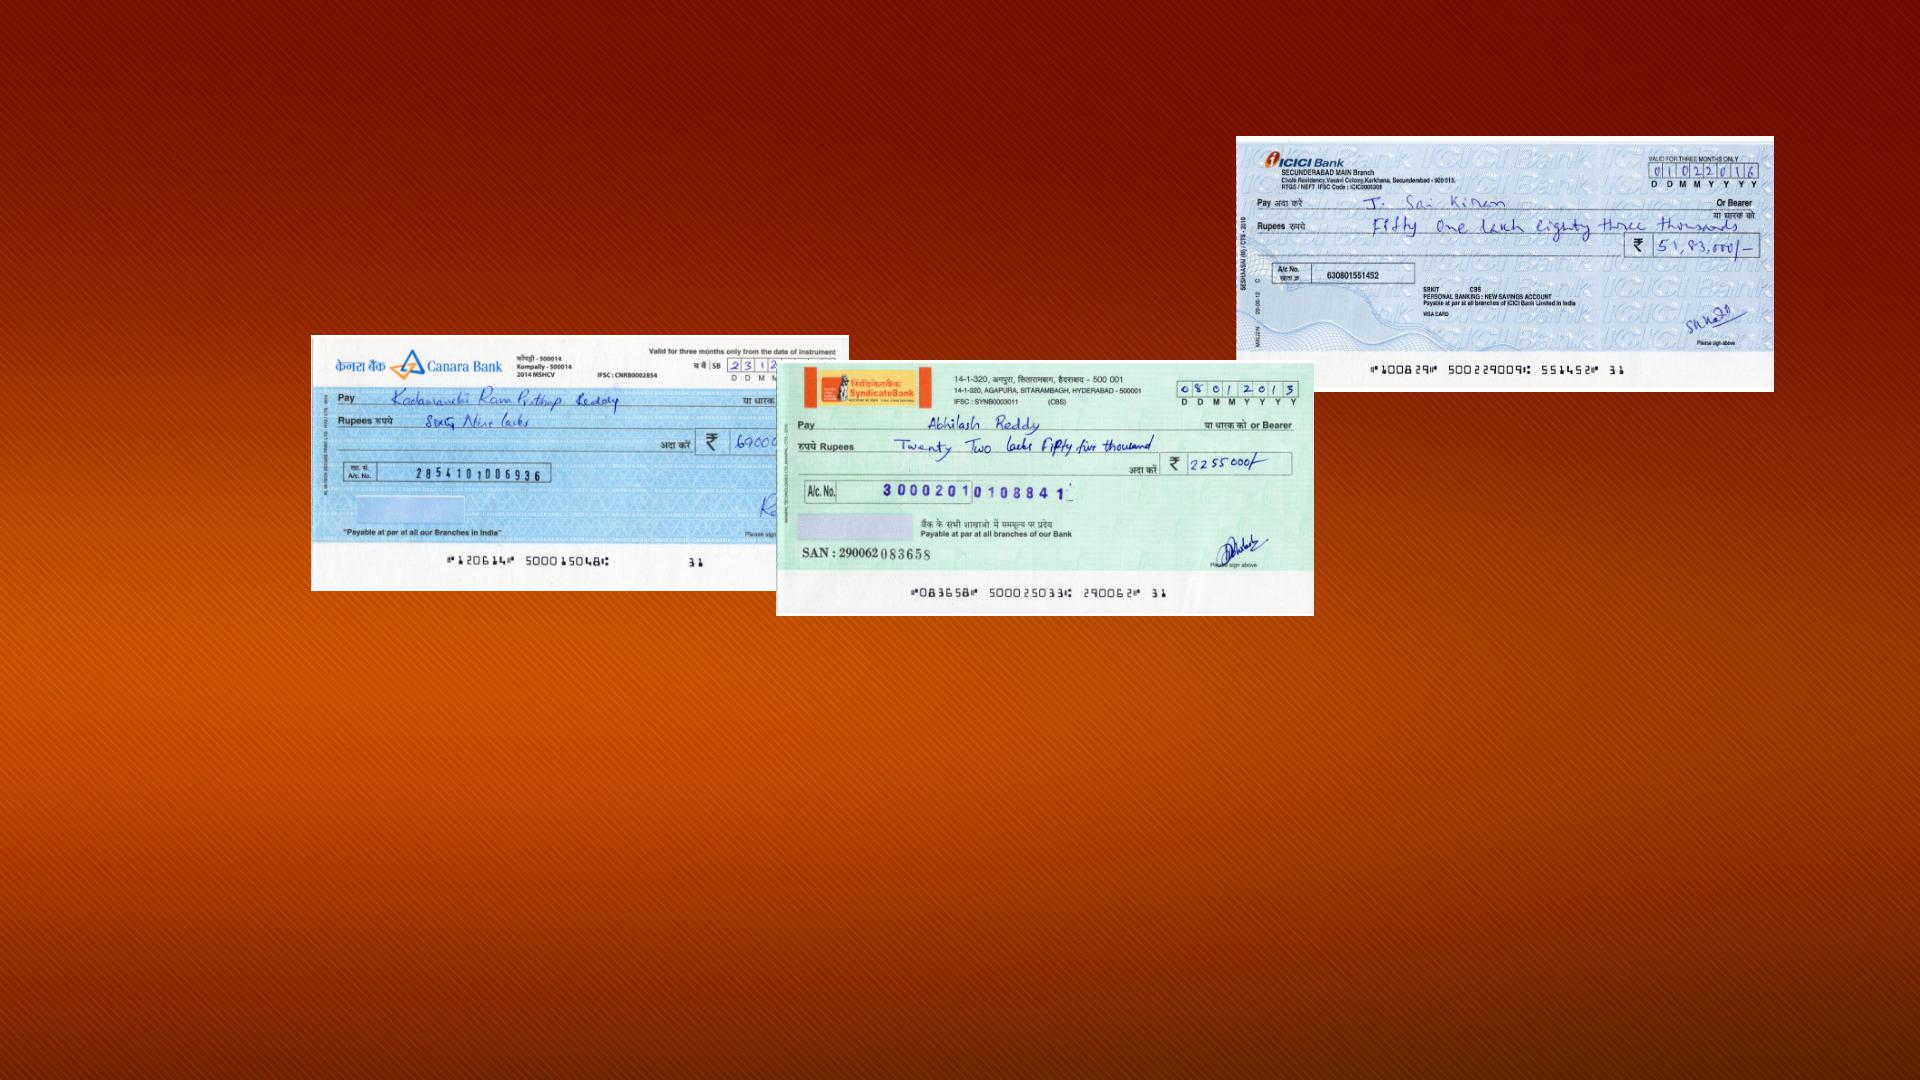 केनरा बैंक Canara Bank
कोंपल्ली - 500014
Kompally - 500014
2014 MSHCV
IFSC : CNRB0002854
Valid for three months only from the date of instrument
ब बैं SB 2 3 1 2
D D M M
Pay Ram Prathap Reddy या धारक
Rupees रुपये Sixty Nine lacks
अदा करें ₹ 69000
खा. सं.
A/c. No. 2854101006936
"Payable at par at all our Branches in India"
Please sign
⑈120614⑈ 500015048⑆ 31
सिंडिकेटबैंक
SyndicateBank
14-1-320, अगपुरा, सितारामबाग, हैदराबाद - 500 001
14-1-320, AGAPURA, SITARAMBAGH, HYDERABAD - 500001
IFSC : SYNB0003011 (CBS)
0 8 0 1 2 0 1 3
D D M M Y Y Y Y
Pay Abhilash Reddy या धारक को or Bearer
रुपये Rupees Twenty Two lacks Fifty five thousand
अदा करें ₹ 2255000/-
A/c. No. 30002010108841
बैंक के सभी शाखाओं में सममूल्य पर प्रदेय
Payable at par at all branches of our Bank
SAN : 290062 083658
Please sign above
⑈083658⑈ 500025033⑆ 290062⑈ 31
ICICI Bank
SECUNDERABAD MAIN Branch
Chola Residency, Vasavi Colony, Karkhana, Secunderabad - 500 015.
RTGS / NEFT IFSC Code : ICIC0006308
VALID FOR THREE MONTHS ONLY
0 1 0 2 2 0 1 6
D D M M Y Y Y Y
Pay अदा करें J. Sai Kiran Or Bearer
या धारक को
Rupees रुपये Fifty One lakh eighty three thousands
₹ 51,83,000/-
A/c No.
खाता क्र. 630801551452
SBKIT CBS
PERSONAL BANKING : NEW SAVINGS ACCOUNT
Payable at par at all branches of ICICI Bank Limited in India
VISA CARD
Please sign above
⑈100829⑈ 500229009⑆ 551452⑈ 31